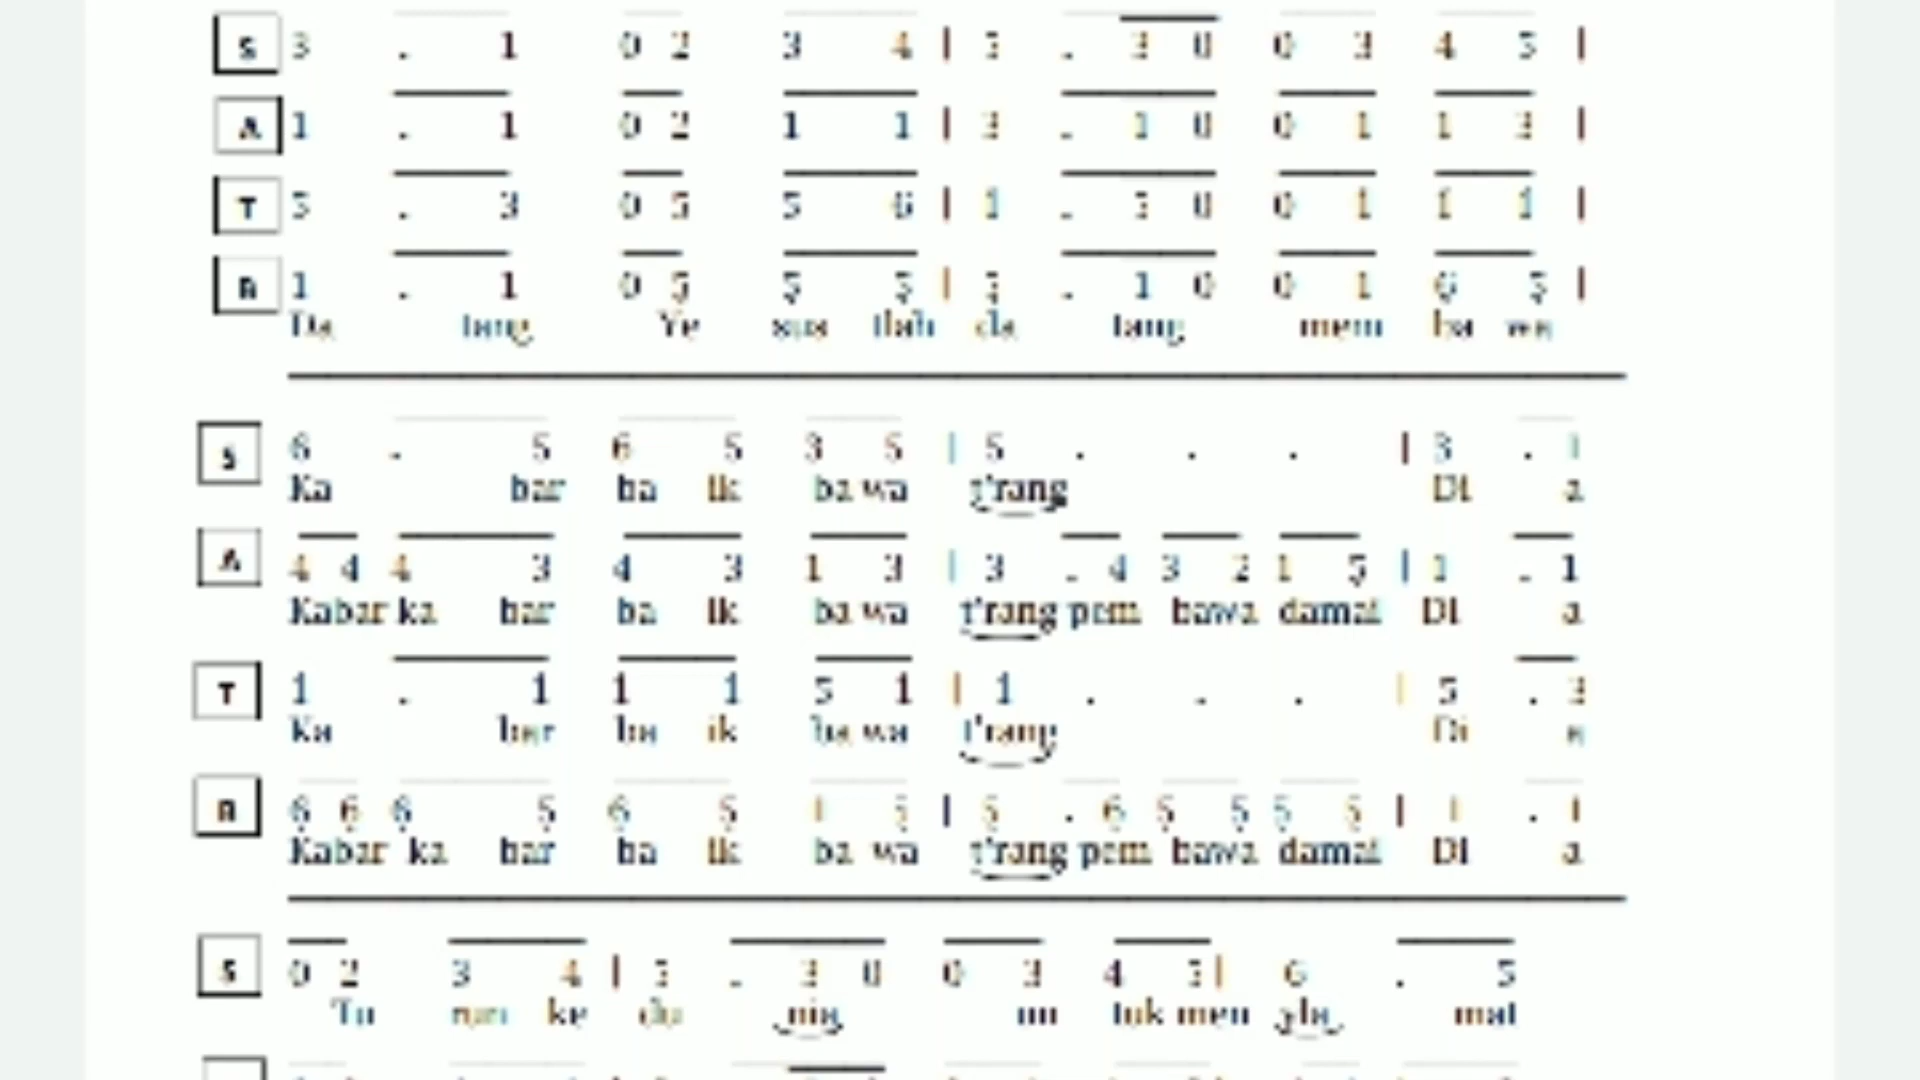 S 3 . 1 0 2 3 4 | 5 . 3 0 0 3 4 5 |
A 1 . 1 0 2 1 1 | 3 . 1 0 0 1 1 3 |
T 5 . 3 0 5 5 6 | 1 . 5 0 0 1 1 1 |
B 1 . 1 0 5 5 5 | 5 . 1 0 0 1 6 5 |
Da tang Ye sus tlah da tang mem ba wa
S 6 . 5 6 5 3 5 | 5 . . . | 3 . 1
Ka bar ba ik ba wa t'rang DI a
A 4 4 4 3 4 3 1 3 | 3 . 4 3 2 1 5 | 1 . 1
Kabar ka bar ba ik ba wa t'rang pem bawa damai DI a
T 1 . 1 1 1 5 1 | 1 . . . | 5 . 3
Ka bar ba ik ba wa t'rang Di a
B 6 6 6 5 6 5 1 5 | 5 . 6 5 5 5 5 | 1 . 1
Kabar ka bar ba ik ba wa t'rang pem bawa damai DI a
S 0 2 3 4 | 5 . 3 0 0 3 4 5 | 6 . 5
Tu run ke du nia un tuk men yla mat